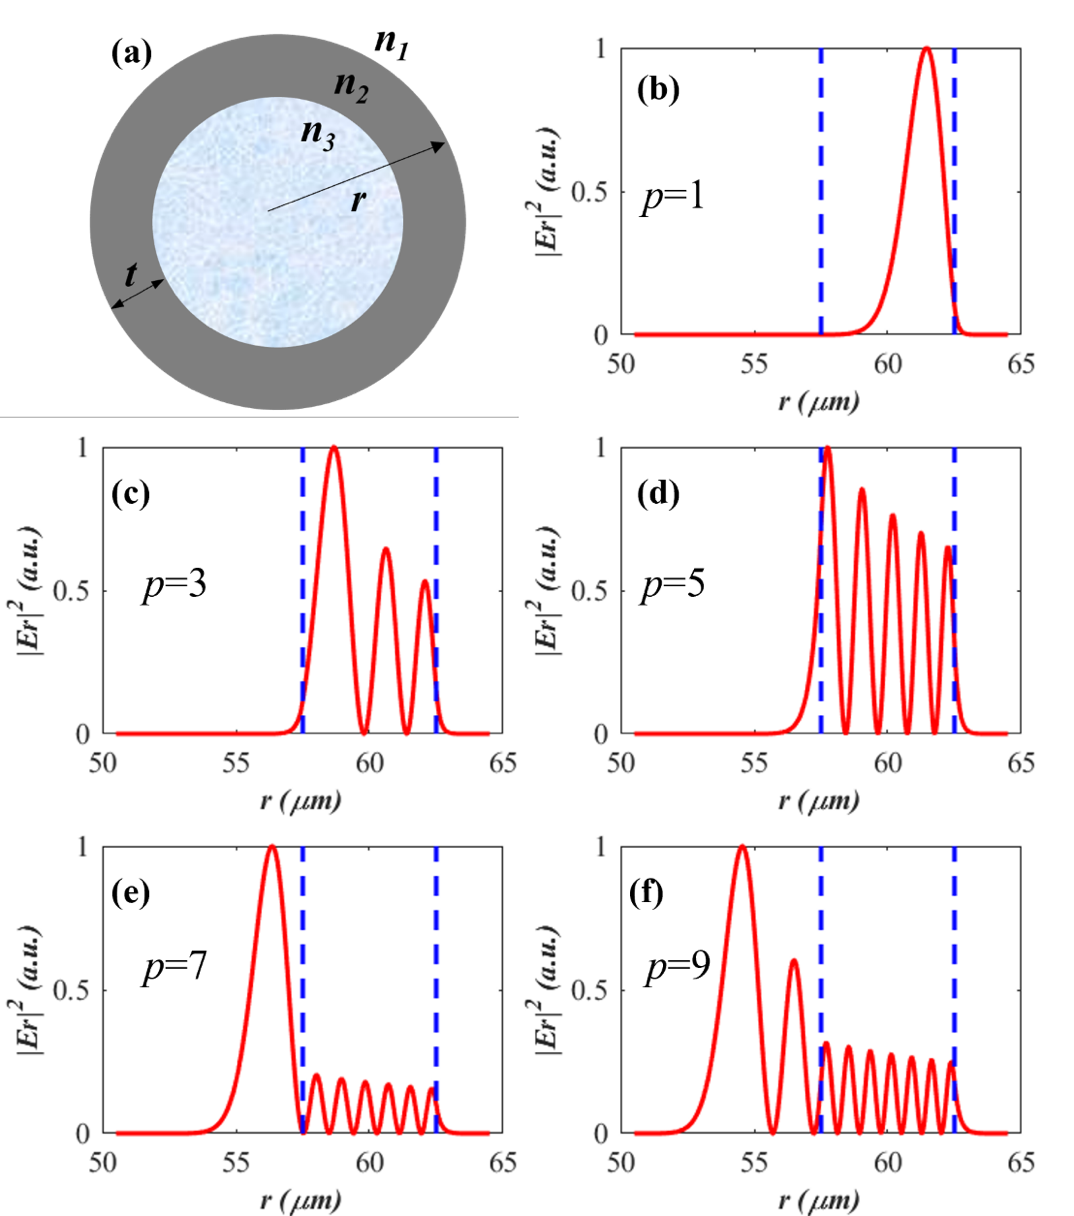 (a)
n1
n2
n3
r
t
(b)
p=1
|Er|2 (a.u.)
1
0.5
0
50 55 60 65
r (μm)
(c)
p=3
|Er|2 (a.u.)
1
0.5
0
50 55 60 65
r (μm)
(d)
p=5
|Er|2 (a.u.)
1
0.5
0
50 55 60 65
r (μm)
(e)
p=7
|Er|2 (a.u.)
1
0.5
0
50 55 60 65
r (μm)
(f)
p=9
|Er|2 (a.u.)
1
0.5
0
50 55 60 65
r (μm)